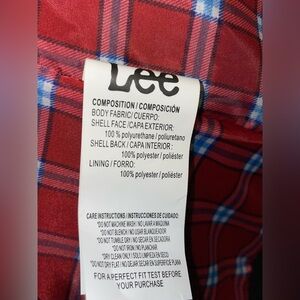 Lee
COMPOSITION / COMPOSICIÓN
BODY FABRIC/ CUERPO:
SHELL FACE /CAPA EXTERIOR:
100% polyurethane / poliuretano
SHELL BACK / CAPA INTERIOR :
100% polyester / poliéster
LINING / FORRO:
100% polyester / poliéster
CARE INSTRUCTIONS / INSTRUCCIONES DE CUIDADO:
*DO NOT MACHINE WASH / NO LAVAR A MAQUINA
*DO NOT BLEACH / NO USAR BLANQUEADOR
*DO NOT TUMBLE DRY / NO SECAR EN SECADORA
*DO NOT IRON / NO PLANCHAR
*DRY CLEAN ONLY / SOLO LIMPIEZA EN SECO
*DO NOT DRY FLAT / NO DEJAR SECAR EN SUPERFICIE PLANA
FOR A PERFECT FIT TEST BEFORE
YOUR PURCHASE